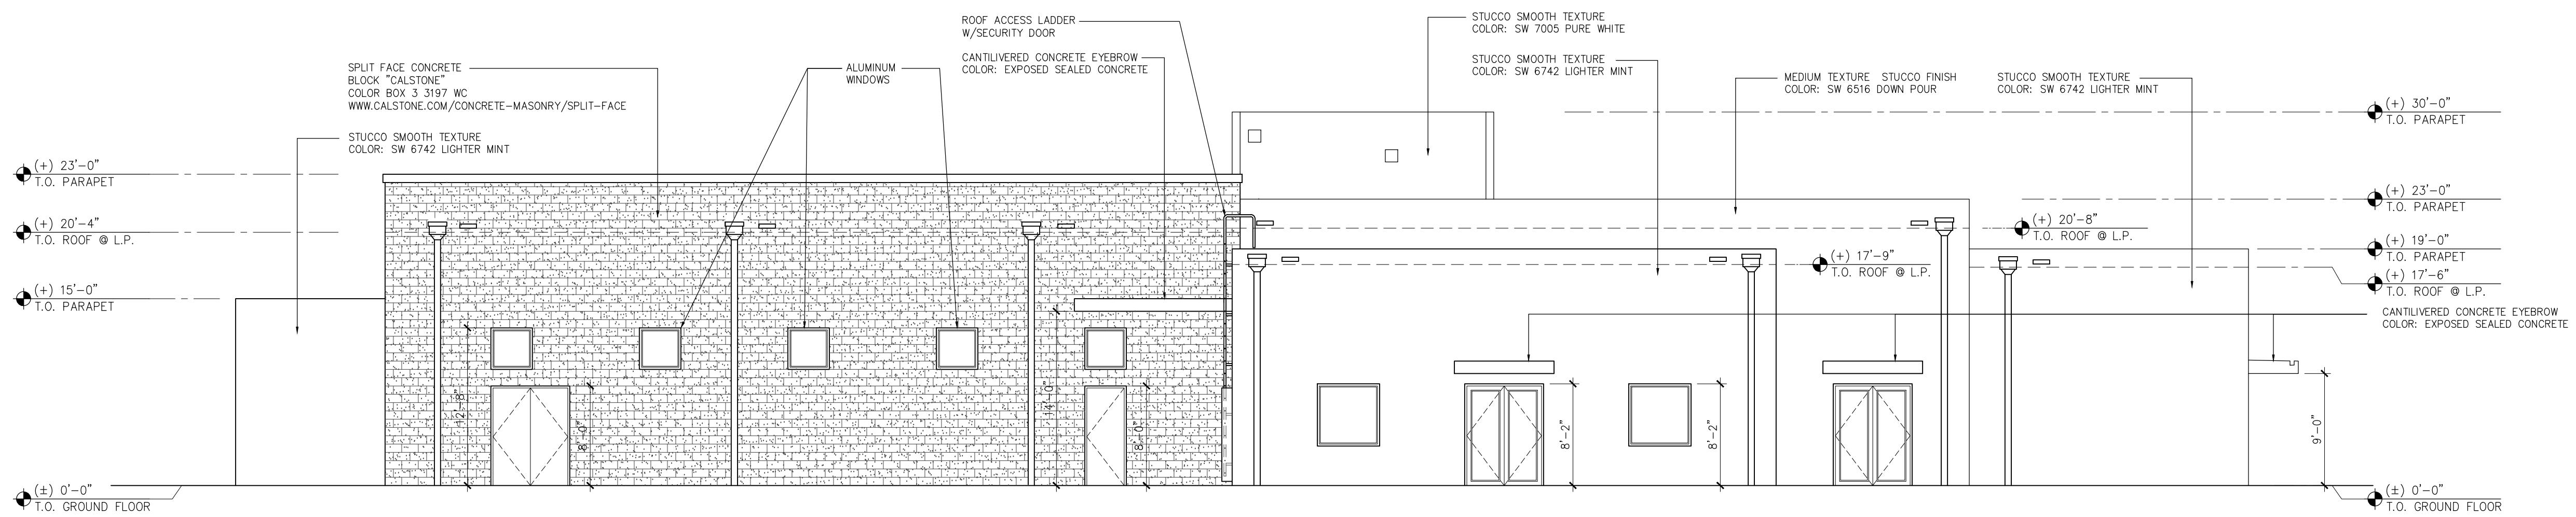 ROOF ACCESS LADDER
W/SECURITY DOOR
CANTILIVERED CONCRETE EYEBROW
COLOR: EXPOSED SEALED CONCRETE
STUCCO SMOOTH TEXTURE
COLOR: SW 7005 PURE WHITE
STUCCO SMOOTH TEXTURE
COLOR: SW 6742 LIGHTER MINT
SPLIT FACE CONCRETE
BLOCK "CALSTONE"
COLOR BOX 3 3197 WC
WWW.CALSTONE.COM/CONCRETE-MASONRY/SPLIT-FACE
ALUMINUM
WINDOWS
MEDIUM TEXTURE STUCCO FINISH
COLOR: SW 6516 DOWN POUR
STUCCO SMOOTH TEXTURE
COLOR: SW 6742 LIGHTER MINT
STUCCO SMOOTH TEXTURE
COLOR: SW 6742 LIGHTER MINT
(+) 23'-0"
T.O. PARAPET
(+) 20'-4"
T.O. ROOF @ L.P.
(+) 15'-0"
T.O. PARAPET
(±) 0'-0"
T.O. GROUND FLOOR
12'-8"
8'-0"
14'-0"
8'-0"
8'-2"
8'-2"
9'-0"
(+) 17'-9"
T.O. ROOF @ L.P.
(+) 20'-8"
T.O. ROOF @ L.P.
(+) 30'-0"
T.O. PARAPET
(+) 23'-0"
T.O. PARAPET
(+) 19'-0"
T.O. PARAPET
(+) 17'-6"
T.O. ROOF @ L.P.
CANTILIVERED CONCRETE EYEBROW
COLOR: EXPOSED SEALED CONCRETE
(±) 0'-0"
T.O. GROUND FLOOR